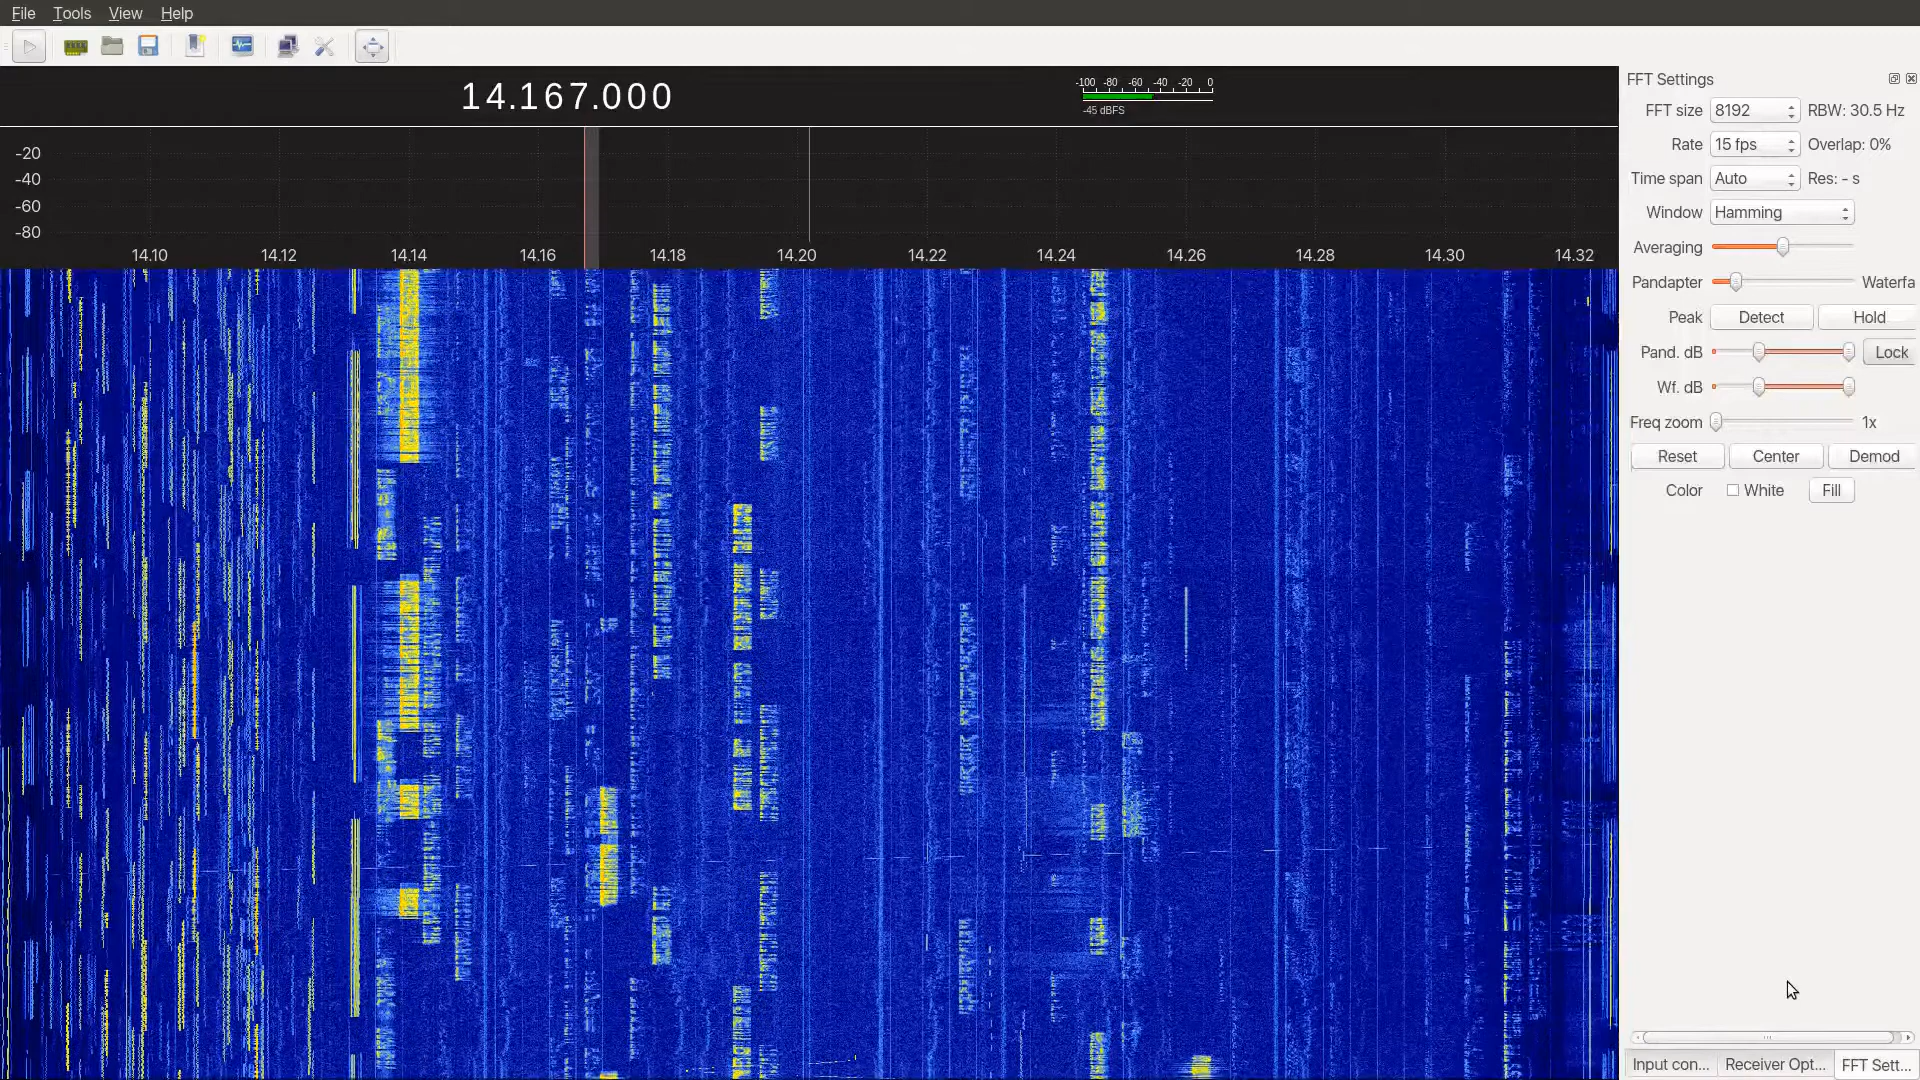 File Tools View Help
14.167.000
-100 -80 -60 -40 -20 0
-45 dBFS
-20
-40
-60
-80
14.10 14.12 14.14 14.16 14.18 14.20 14.22 14.24 14.26 14.28 14.30 14.32
FFT Settings
FFT size 8192 RBW: 30.5 Hz
Rate 15 fps Overlap: 0%
Time span Auto Res: - s
Window Hamming
Averaging
Pandapter Waterfa
Peak Detect Hold
Pand. dB Lock
Wf. dB
Freq zoom 1x
Reset Center Demod
Color White Fill
Input con... Receiver Opt... FFT Sett...